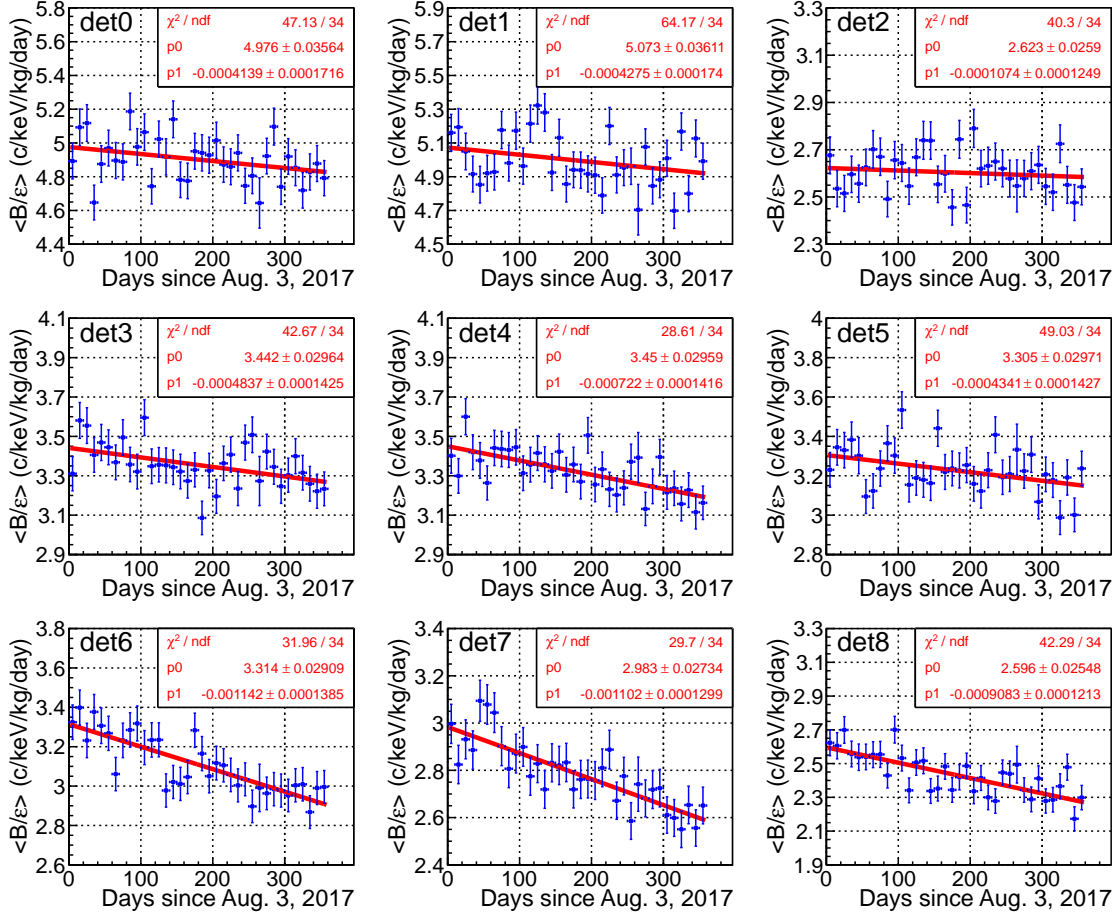 det0
χ² / ndf 47.13 / 34
p0 4.976 ± 0.03564
p1 -0.0004139 ± 0.0001716
<B/ε> (c/keV/kg/day)
5.8
5.6
5.4
5.2
5.0
4.8
4.6
4.4
0 100 200 300
Days since Aug. 3, 2017
det1
χ² / ndf 64.17 / 34
p0 5.073 ± 0.03611
p1 -0.0004275 ± 0.000174
<B/ε> (c/keV/kg/day)
5.9
5.7
5.5
5.3
5.1
4.9
4.7
4.5
0 100 200 300
Days since Aug. 3, 2017
det2
χ² / ndf 40.3 / 34
p0 2.623 ± 0.0259
p1 -0.0001074 ± 0.0001249
<B/ε> (c/keV/kg/day)
3.3
3.1
2.9
2.7
2.5
2.3
0 100 200 300
Days since Aug. 3, 2017
det3
χ² / ndf 42.67 / 34
p0 3.442 ± 0.02964
p1 -0.0004837 ± 0.0001425
<B/ε> (c/keV/kg/day)
4.1
3.9
3.7
3.5
3.3
3.1
2.9
0 100 200 300
Days since Aug. 3, 2017
det4
χ² / ndf 28.61 / 34
p0 3.45 ± 0.02959
p1 -0.000722 ± 0.0001416
<B/ε> (c/keV/kg/day)
4.1
3.9
3.7
3.5
3.3
3.1
2.9
0 100 200 300
Days since Aug. 3, 2017
det5
χ² / ndf 49.03 / 34
p0 3.305 ± 0.02971
p1 -0.0004341 ± 0.0001427
<B/ε> (c/keV/kg/day)
4
3.8
3.6
3.4
3.2
3
2.8
0 100 200 300
Days since Aug. 3, 2017
det6
χ² / ndf 31.96 / 34
p0 3.314 ± 0.02909
p1 -0.001142 ± 0.0001385
<B/ε> (c/keV/kg/day)
3.8
3.6
3.4
3.2
3.0
2.8
2.6
0 100 200 300
Days since Aug. 3, 2017
det7
χ² / ndf 29.7 / 34
p0 2.983 ± 0.02734
p1 -0.001102 ± 0.0001299
<B/ε> (c/keV/kg/day)
3.4
3.2
3.0
2.8
2.6
2.4
0 100 200 300
Days since Aug. 3, 2017
det8
χ² / ndf 42.29 / 34
p0 2.596 ± 0.02548
p1 -0.0009083 ± 0.0001213
<B/ε> (c/keV/kg/day)
3.3
3.1
2.9
2.7
2.5
2.3
2.1
1.9
0 100 200 300
Days since Aug. 3, 2017